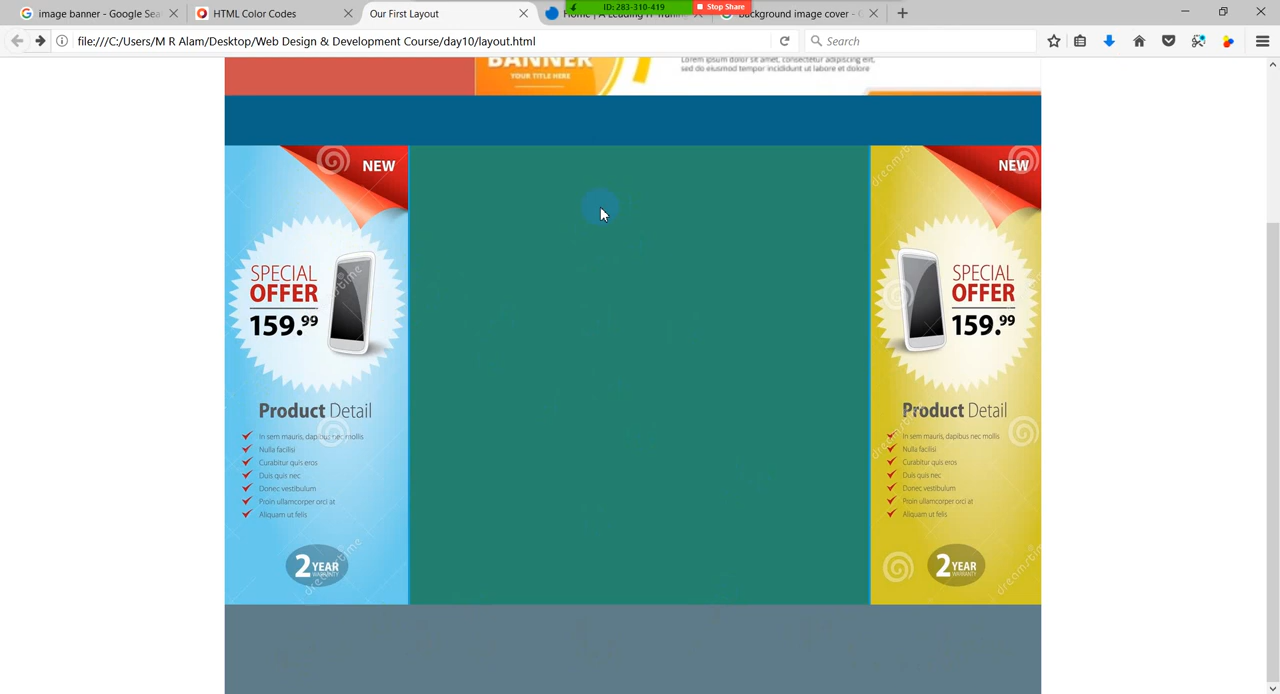 image banner - Google Sea
HTML Color Codes
Our First Layout
Home | A Leading IT
background image cover -
ID: 283-310-419
Stop Share
file:///C:/Users/M R Alam/Desktop/Web Design & Development Course/day10/layout.html
Search
BANNER
YOUR TITLE HERE
Lorem ipsum dolor sit amet, consectetur adipiscing elit,
sed do eiusmod tempor incididunt ut labore et dolore
NEW
SPECIAL
OFFER
159.99
Product Detail
In sem mauris, dapibus nec mollis
Nulla facilisi
Curabitur quis eros
Duis quis nec
Donec vestibulum
Proin ullamcorper orci at
Aliquam ut felis
2 YEAR
WARRANTY
dreamstime
NEW
SPECIAL
OFFER
159.99
Product Detail
In sem mauris, dapibus nec mollis
Nulla facilisi
Curabitur quis eros
Duis quis nec
Donec vestibulum
Proin ullamcorper orci at
Aliquam ut felis
2 YEAR
WARRANTY
dreamstime